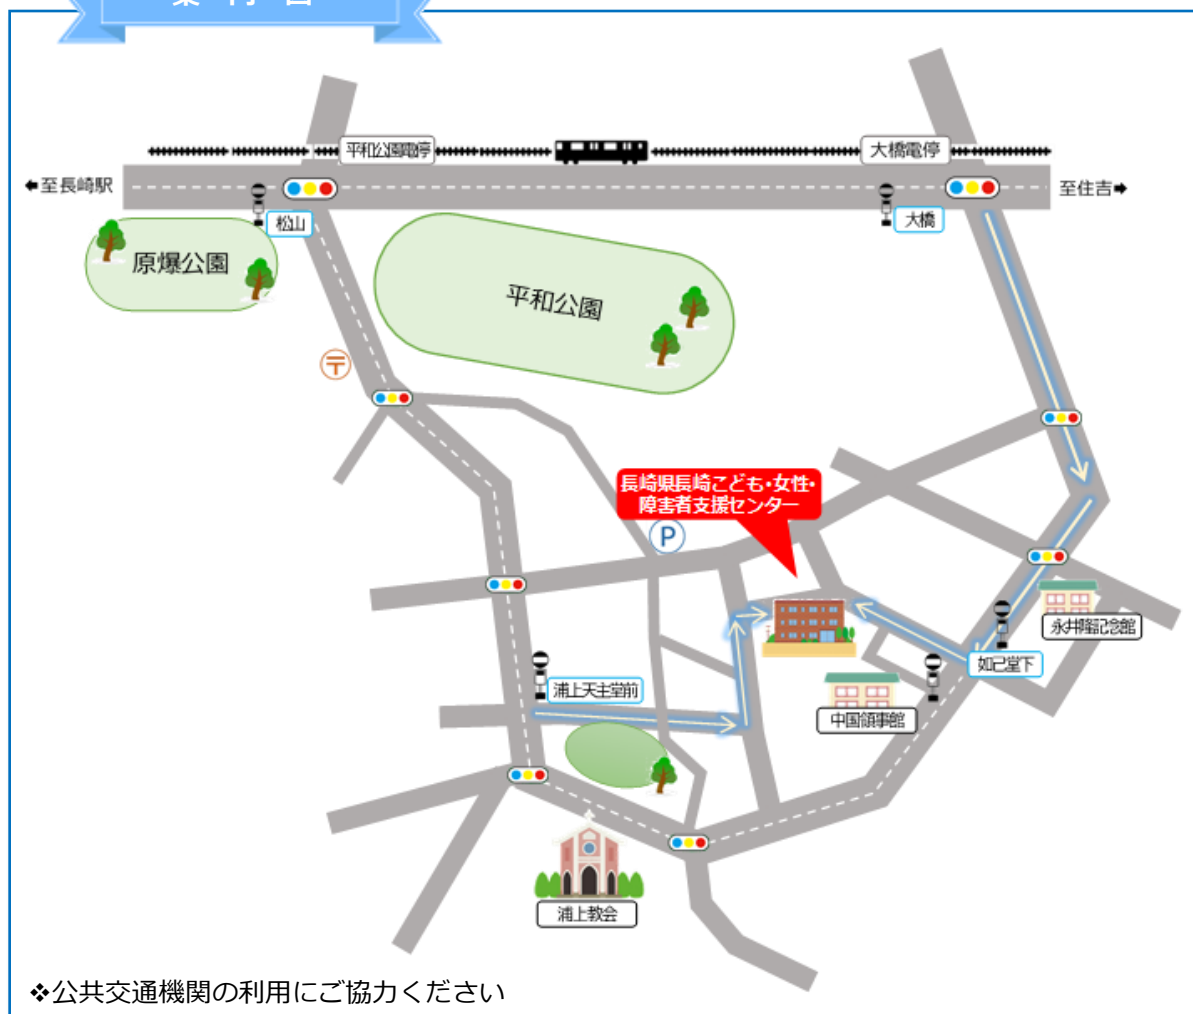 平和公園電停
大橋電停
←至長崎駅
至住吉→
松山
大橋
原爆公園
平和公園
〒
長崎県長崎こども・女性・
障害者支援センター
P
永井隆記念館
如己堂下
浦上天主堂前
中国領事館
浦上教会
❖公共交通機関の利用にご協力ください